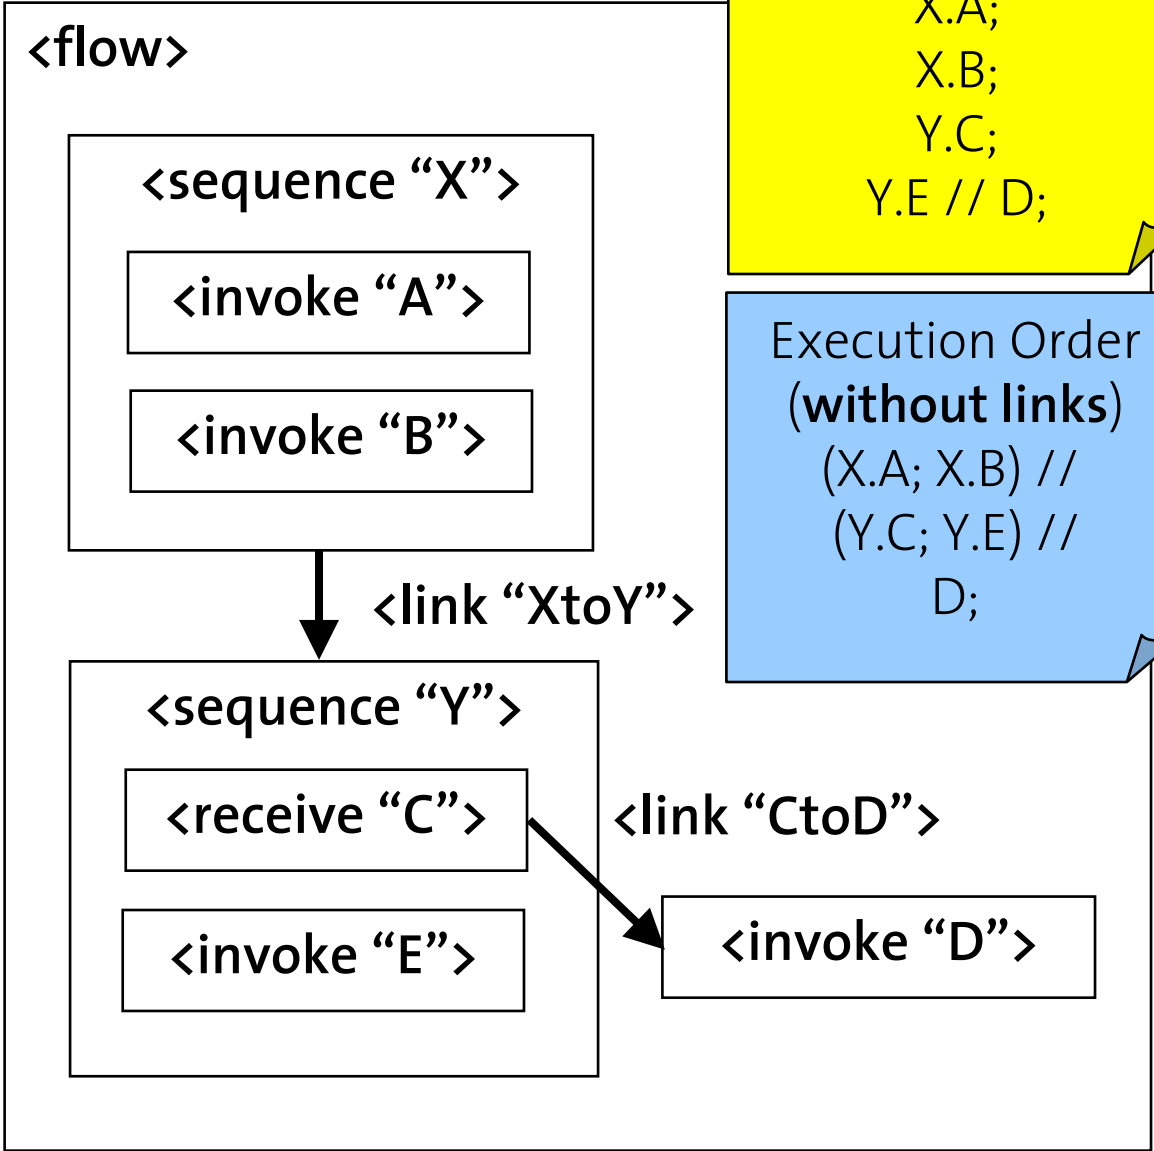 <flow>
X.A;
X.B;
Y.C;
Y.E // D;
<sequence “X”>
<invoke “A”>
<invoke “B”>
Execution Order
(without links)
(X.A; X.B) //
(Y.C; Y.E) //
D;
<link “XtoY”>
<sequence “Y”>
<receive “C”>
<link “CtoD”>
<invoke “E”>
<invoke “D”>